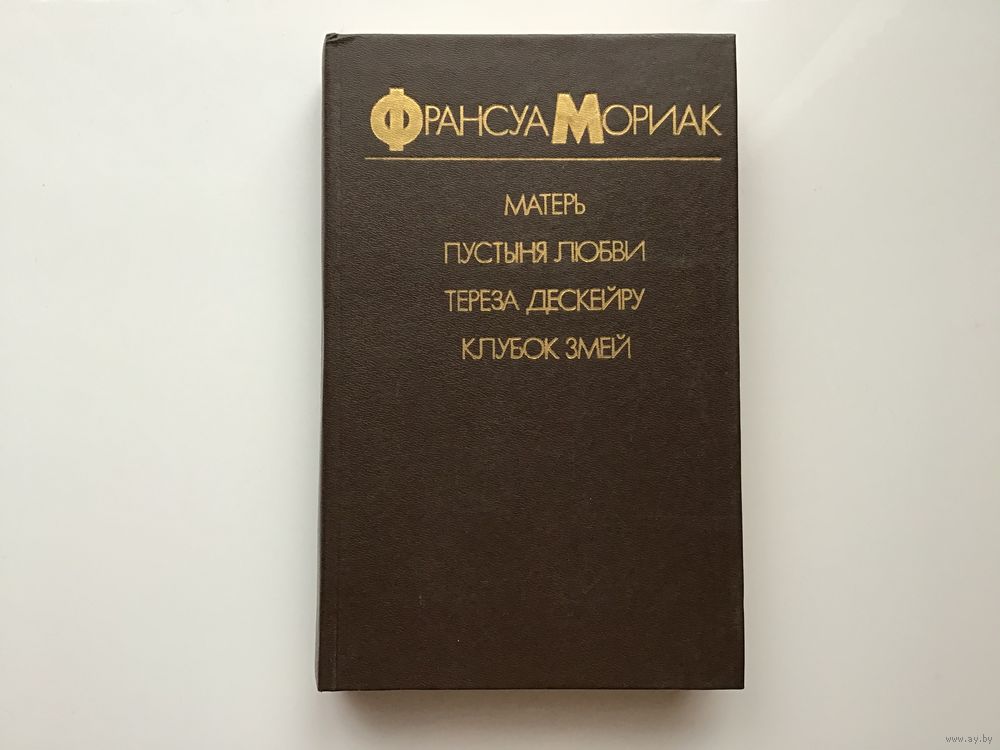 Франсуа Мориак
МАТЕРЬ
ПУСТЫНЯ ЛЮБВИ
ТЕРЕЗА ДЕСКЕЙРУ
КЛУБОК ЗМЕЙ
www.ay.by